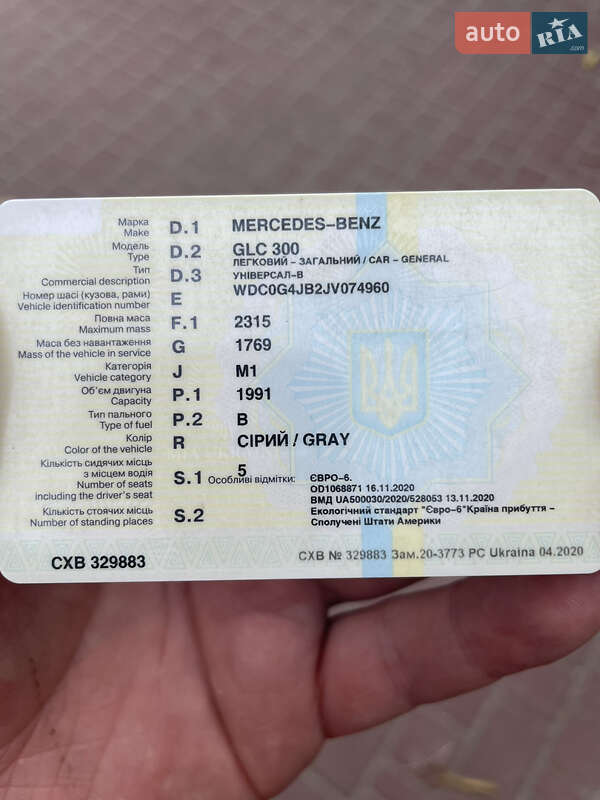 auto RIA .com
Марка D.1 MERCEDES-BENZ
Make
Модель D.2 GLC 300
Type ЛЕГКОВИЙ - ЗАГАЛЬНИЙ / CAR - GENERAL
Тип D.3 УНІВЕРСАЛ-B
Commercial description
Номер шасі (кузова, рами) E WDC0G4JB2JV074960
Vehicle identification number
Повна маса F.1 2315
Maximum mass
Маса без навантаження G 1769
Mass of the vehicle in service
Категорія J M1
Vehicle category
Об'єм двигуна P.1 1991
Capacity
Тип пального P.2 B
Type of fuel
Колір R СІРИЙ / GRAY
Color of the vehicle
Кількість сидячих місць 5
з місцем водія S.1 Особливі відмітки: ЄВРО-6.
Number of seats OD1068871 16.11.2020
including the driver's seat ВМД UA500030/2020/528053 13.11.2020
Кількість стоячих місць S.2 Екологічний стандарт "Євро-6"Країна прибуття -
Number of standing places Сполучені Штати Америки
СХВ 329883 СХВ № 329883 Зам.20-3773 РС Ukraina 04.2020